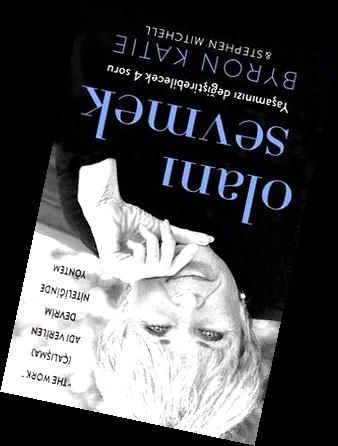 "THE WORK"
(ÇALIŞMA)
ADI VERİLEN
DEVRİM
NİTELİĞİNDE
YÖNTEM
olanı
sevmek
Yaşamınızı değiştirebilecek 4 soru
BYRON KATIE
& STEPHEN MITCHELL